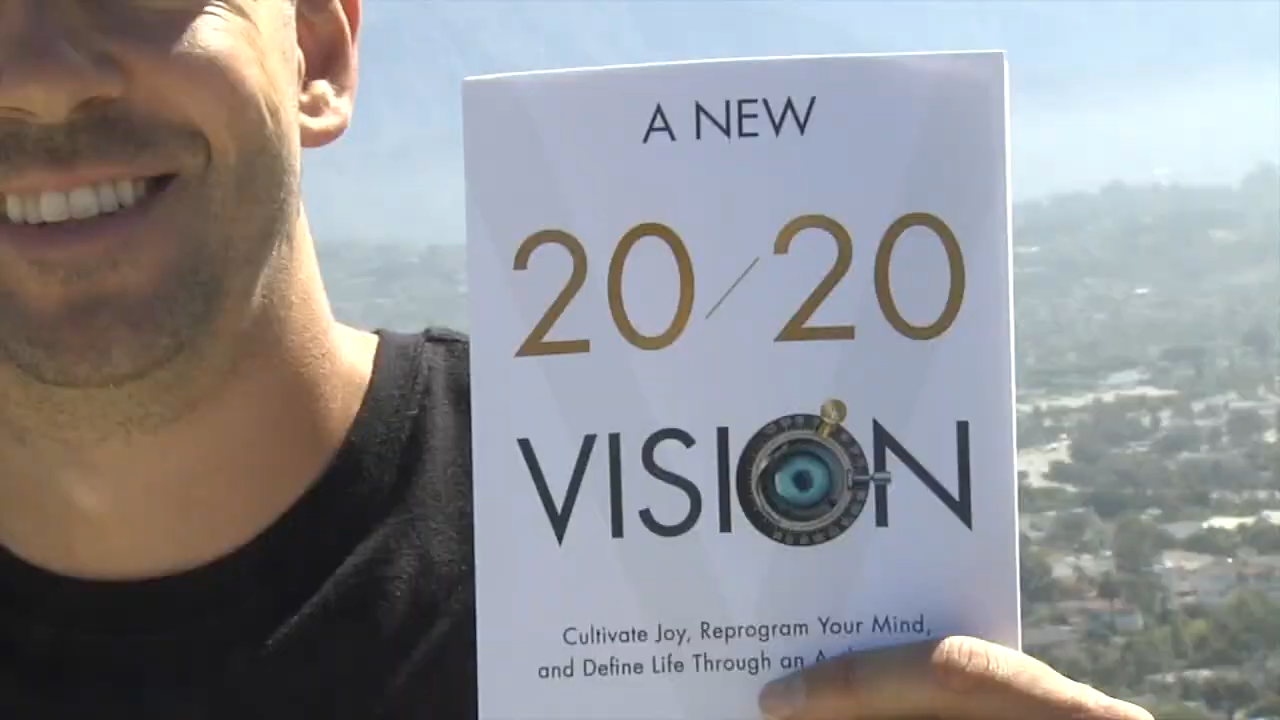 A NEW
20/20
VISION
Cultivate Joy, Reprogram Your Mind,
and Define Life Through an